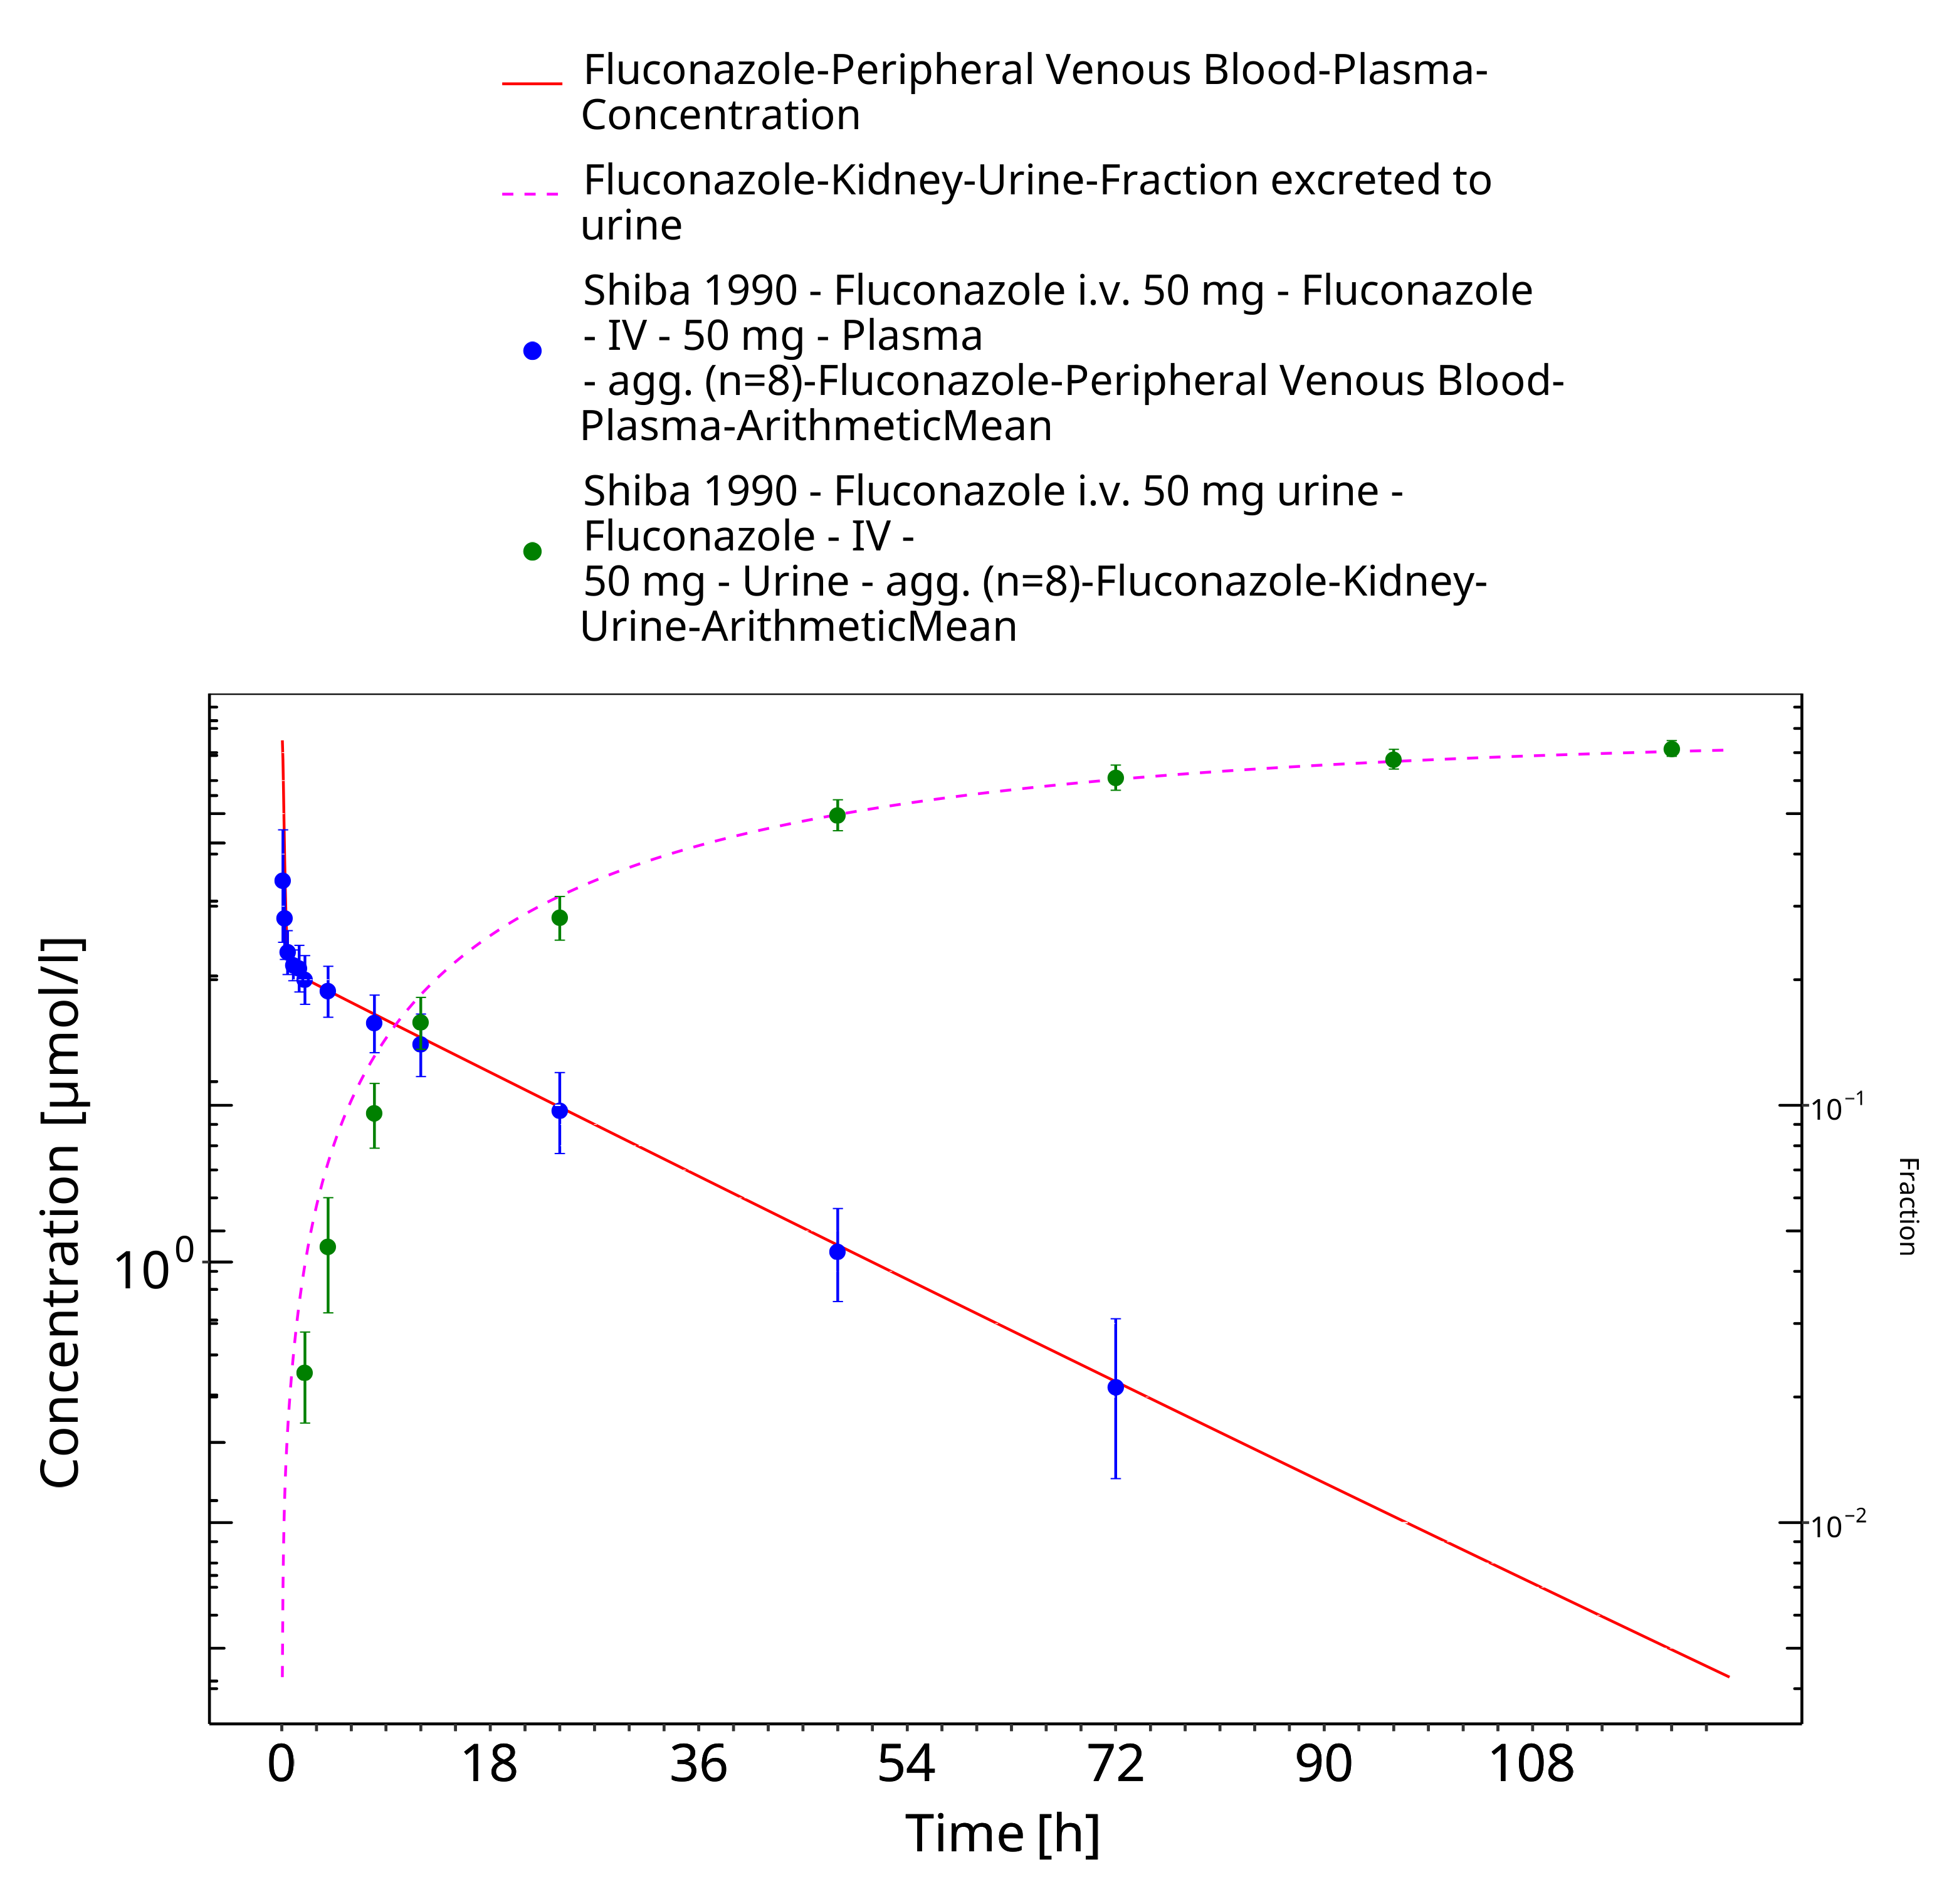 Fluconazole-Peripheral Venous Blood-Plasma-
Concentration
Fluconazole-Kidney-Urine-Fraction excreted to
urine
Shiba 1990 - Fluconazole i.v. 50 mg - Fluconazole
- IV - 50 mg - Plasma
- agg. (n=8)-Fluconazole-Peripheral Venous Blood-
Plasma-ArithmeticMean
Shiba 1990 - Fluconazole i.v. 50 mg urine -
Fluconazole - IV -
50 mg - Urine - agg. (n=8)-Fluconazole-Kidney-
Urine-ArithmeticMean
Concentration [µmol/l]
10⁰
10⁻¹
10⁻²
Fraction
0 18 36 54 72 90 108
Time [h]